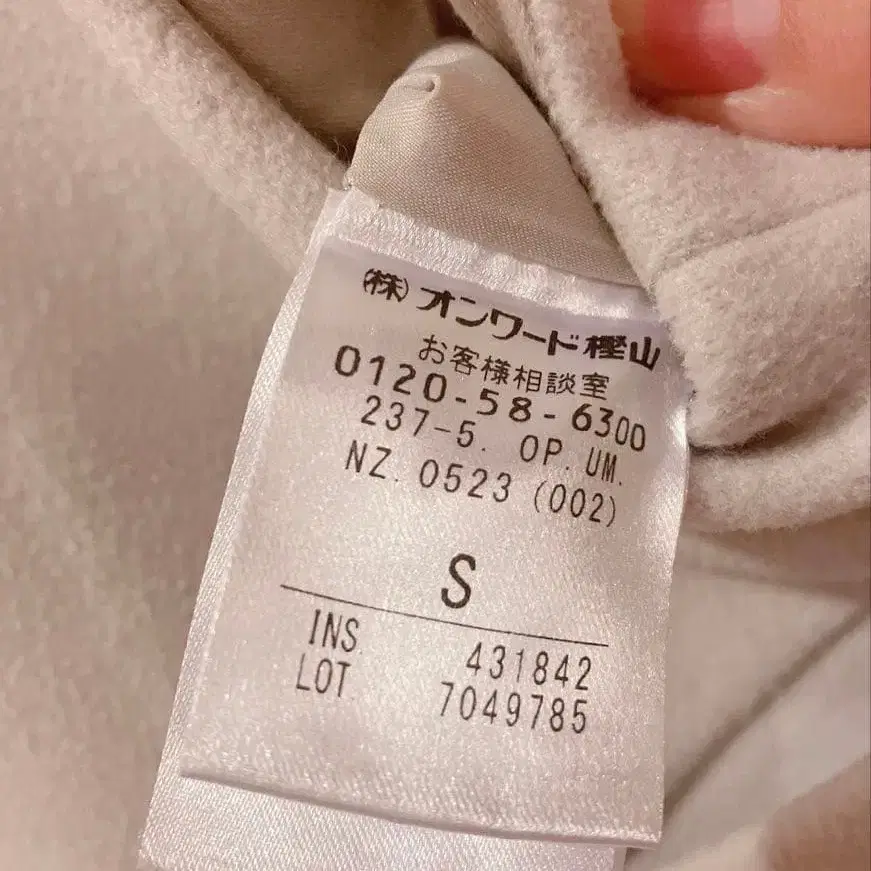 ㈱オンワード樫山
お客様相談室
0120-58-6300
237-5. OP. UM.
NZ. 0523 (002)
S
INS. 431842
LOT. 7049785